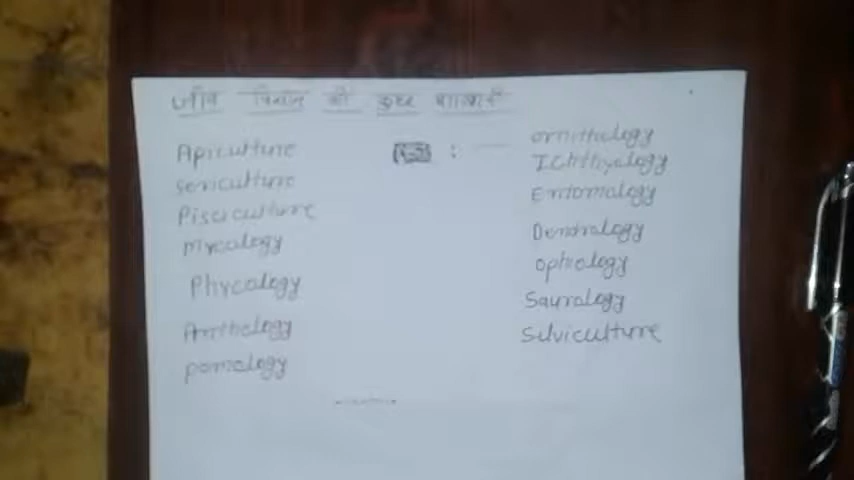 जीव विज्ञान की कुछ शाखाएँ
Apiculture
Sericulture
Pisciculture
Mycology
Phycology
Anthology
pomology
:
ornithology
Ichthyology
Entomology
Dendrology
ophiology
Saurology
Silviculture